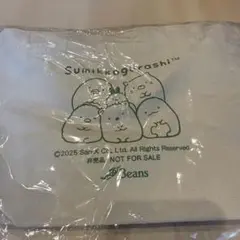 Sumikkogurashi™
©2025 San-X Co., Ltd. All Rights Reserved.
非売品 NOT FOR SALE
Beans